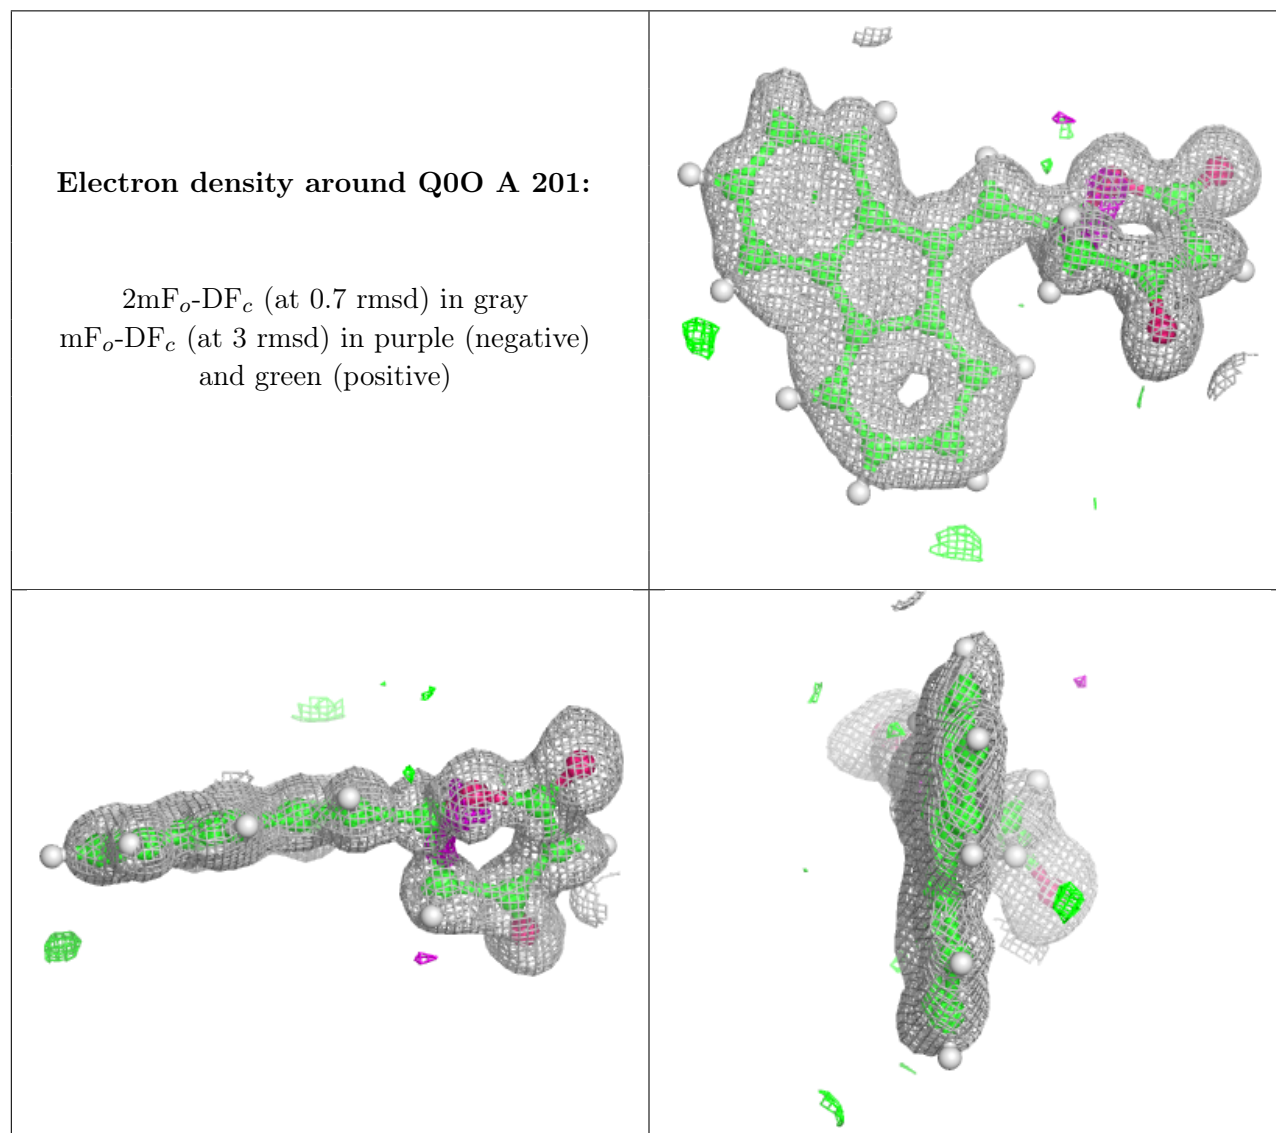 Electron density around Q0O A 201:
2mFo-DFc (at 0.7 rmsd) in gray
mFo-DFc (at 3 rmsd) in purple (negative)
and green (positive)